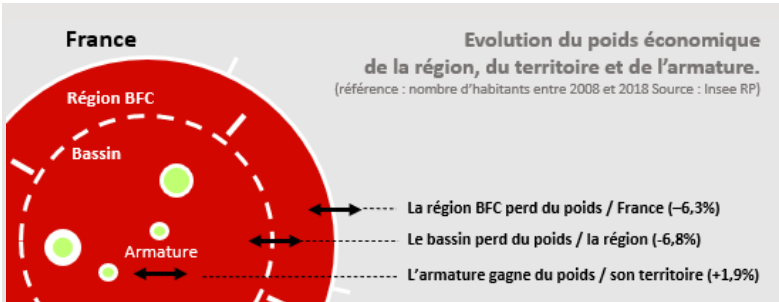 France
Evolution du poids économique
de la région, du territoire et de l'armature.
(référence : nombre d'habitants entre 2008 et 2018 Source : Insee RP)
Région BFC
Bassin
Armature
La région BFC perd du poids / France (–6,3%)
Le bassin perd du poids / la région (-6,8%)
L'armature gagne du poids / son territoire (+1,9%)